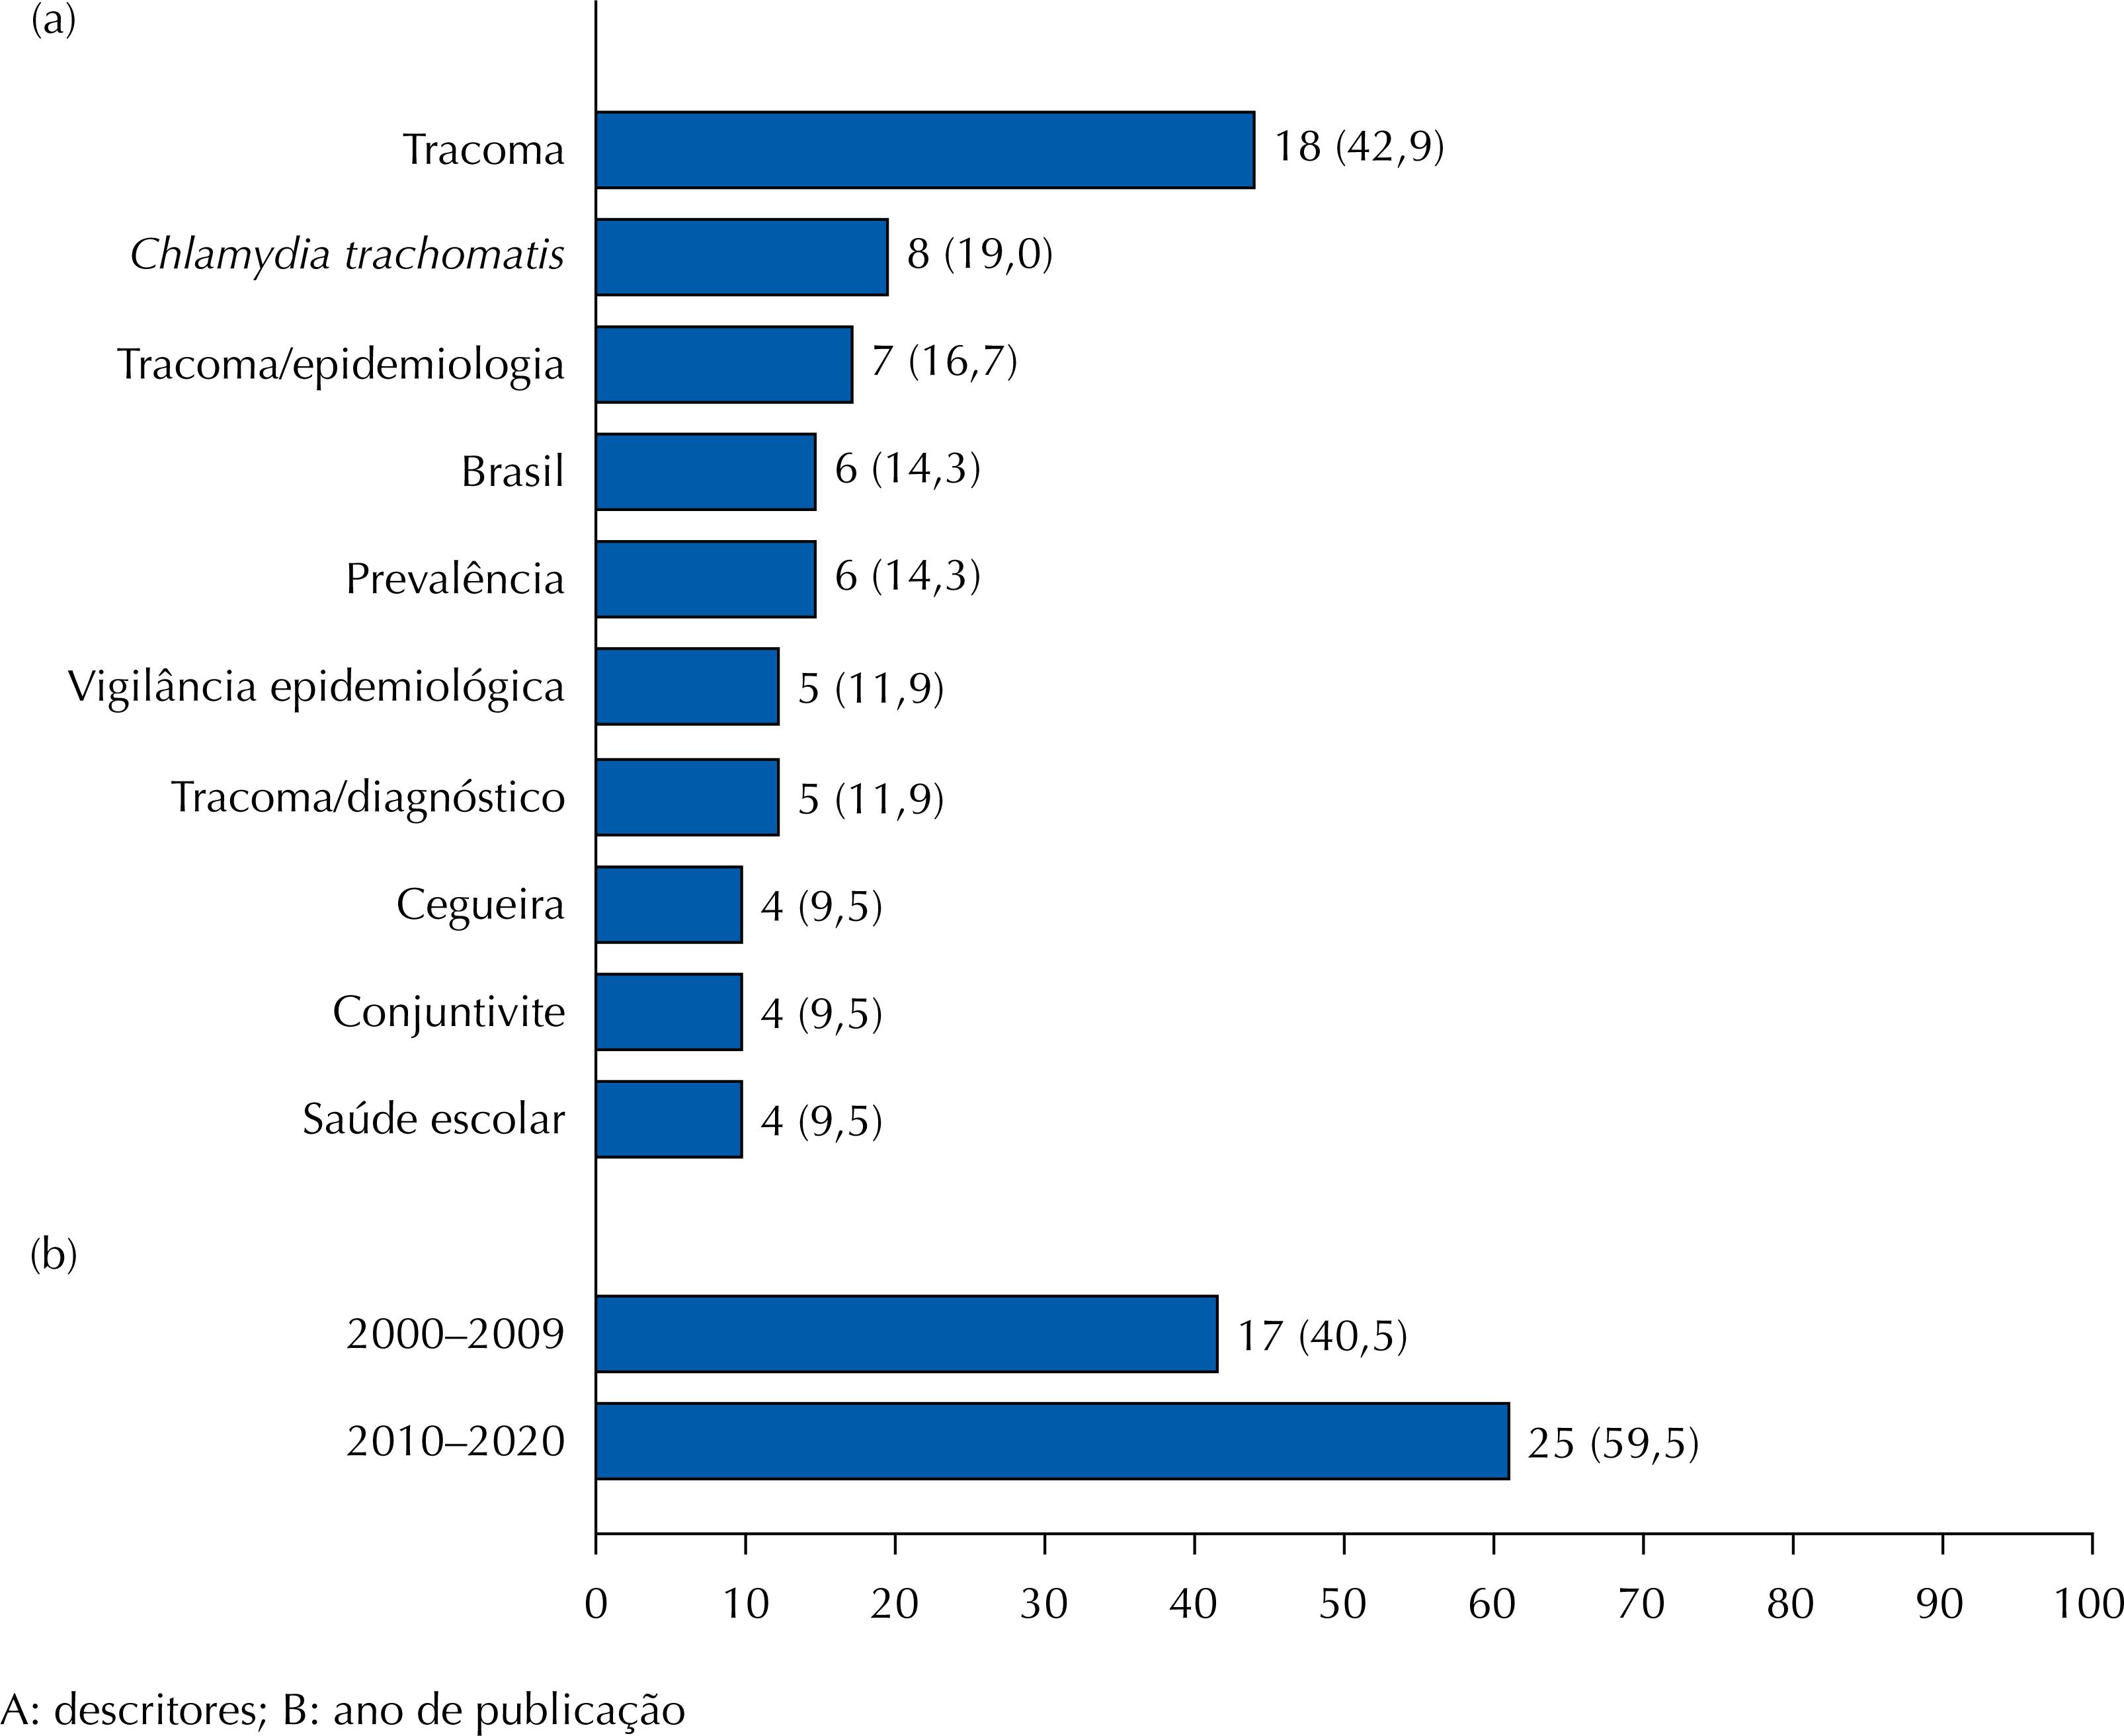 (a)
Tracoma 18 (42,9)
Chlamydia trachomatis 8 (19,0)
Tracoma/epidemiologia 7 (16,7)
Brasil 6 (14,3)
Prevalência 6 (14,3)
Vigilância epidemiológica 5 (11,9)
Tracoma/diagnóstico 5 (11,9)
Cegueira 4 (9,5)
Conjuntivite 4 (9,5)
Saúde escolar 4 (9,5)
(b)
2000–2009 17 (40,5)
2010–2020 25 (59,5)
0 10 20 30 40 50 60 70 80 90 100
A: descritores; B: ano de publicação